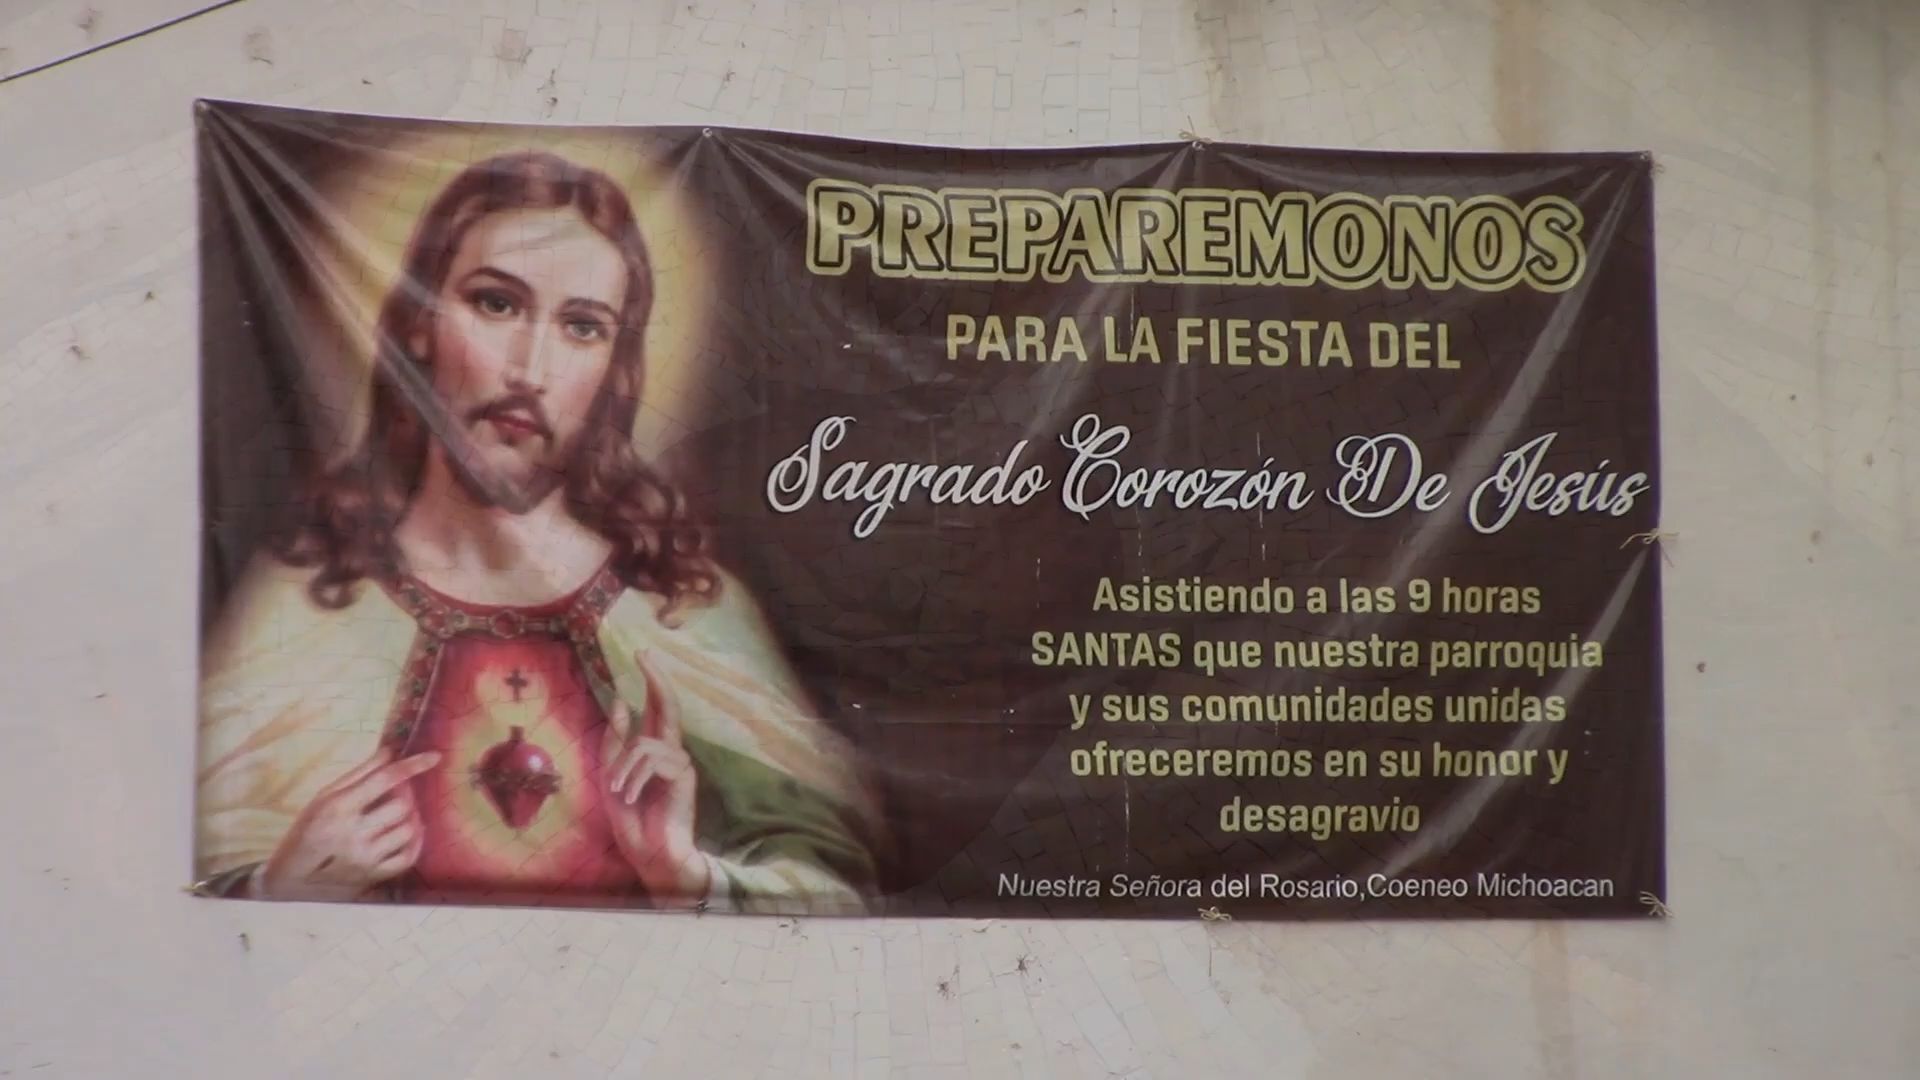 PREPAREMONOS
PARA LA FIESTA DEL
Sagrado Corozón De Jesús
Asistiendo a las 9 horas
SANTAS que nuestra parroquia
y sus comunidades unidas
ofreceremos en su honor y
desagravio
Nuestra Señora del Rosario,Coeneo Michoacan